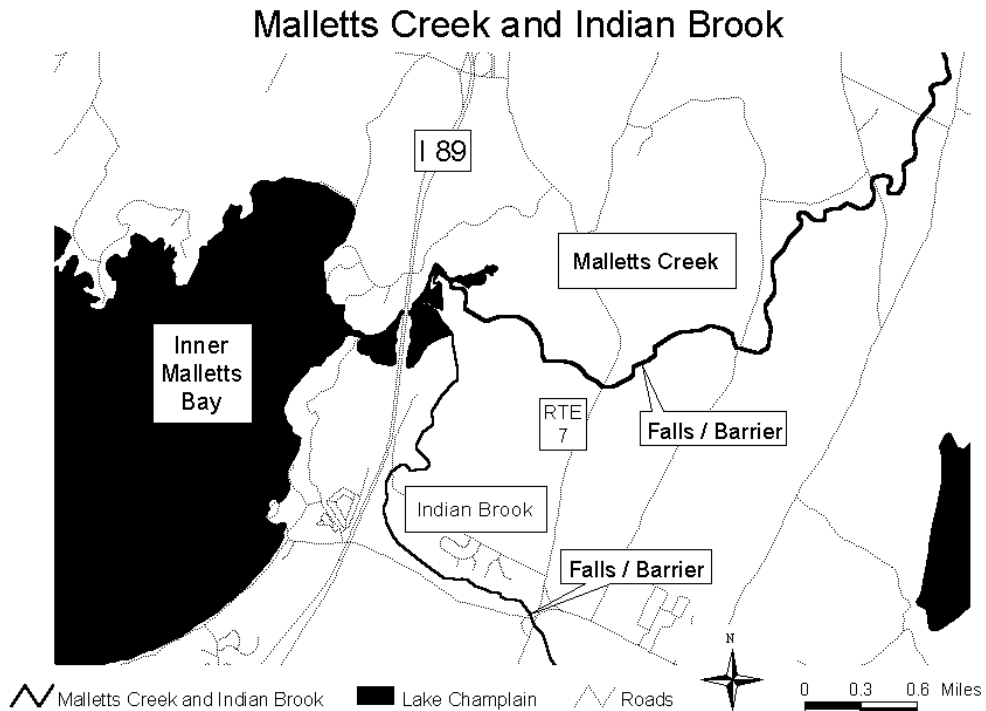 Malletts Creek and Indian Brook
I 89
Malletts Creek
Inner
Malletts
Bay
RTE
7
Falls / Barrier
Indian Brook
Falls / Barrier
N
Malletts Creek and Indian Brook
Lake Champlain
Roads
0 0.3 0.6 Miles